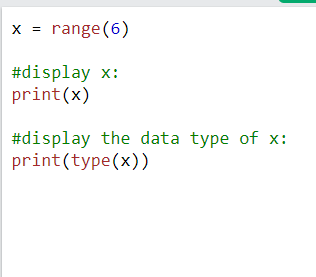 x = range(6)
#display x:
print(x)
#display the data type of x:
print(type(x))